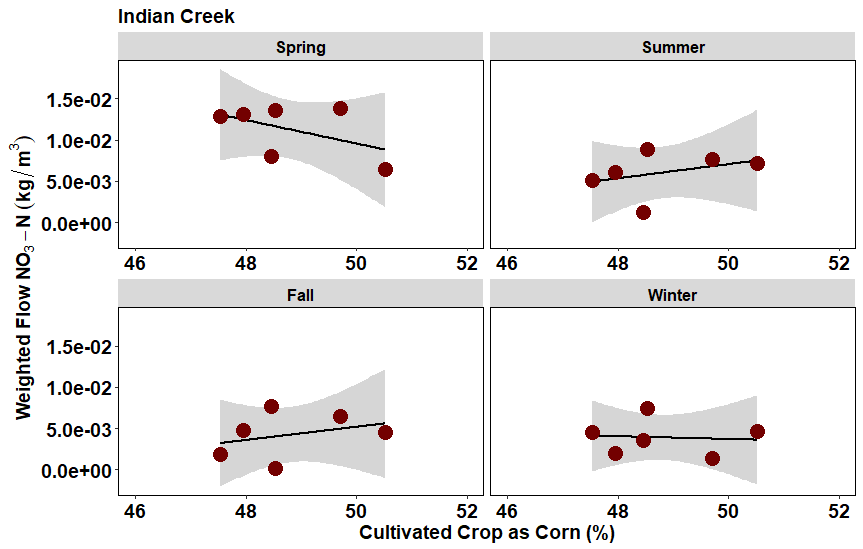 Indian Creek
Spring
Summer
1.5e-02
1.0e-02
5.0e-03
0.0e+00
46 48 50 52
46 48 50 52
Fall
Winter
1.5e-02
1.0e-02
5.0e-03
0.0e+00
46 48 50 52
46 48 50 52
Weighted Flow NO₃−N (kg/m³)
Cultivated Crop as Corn (%)